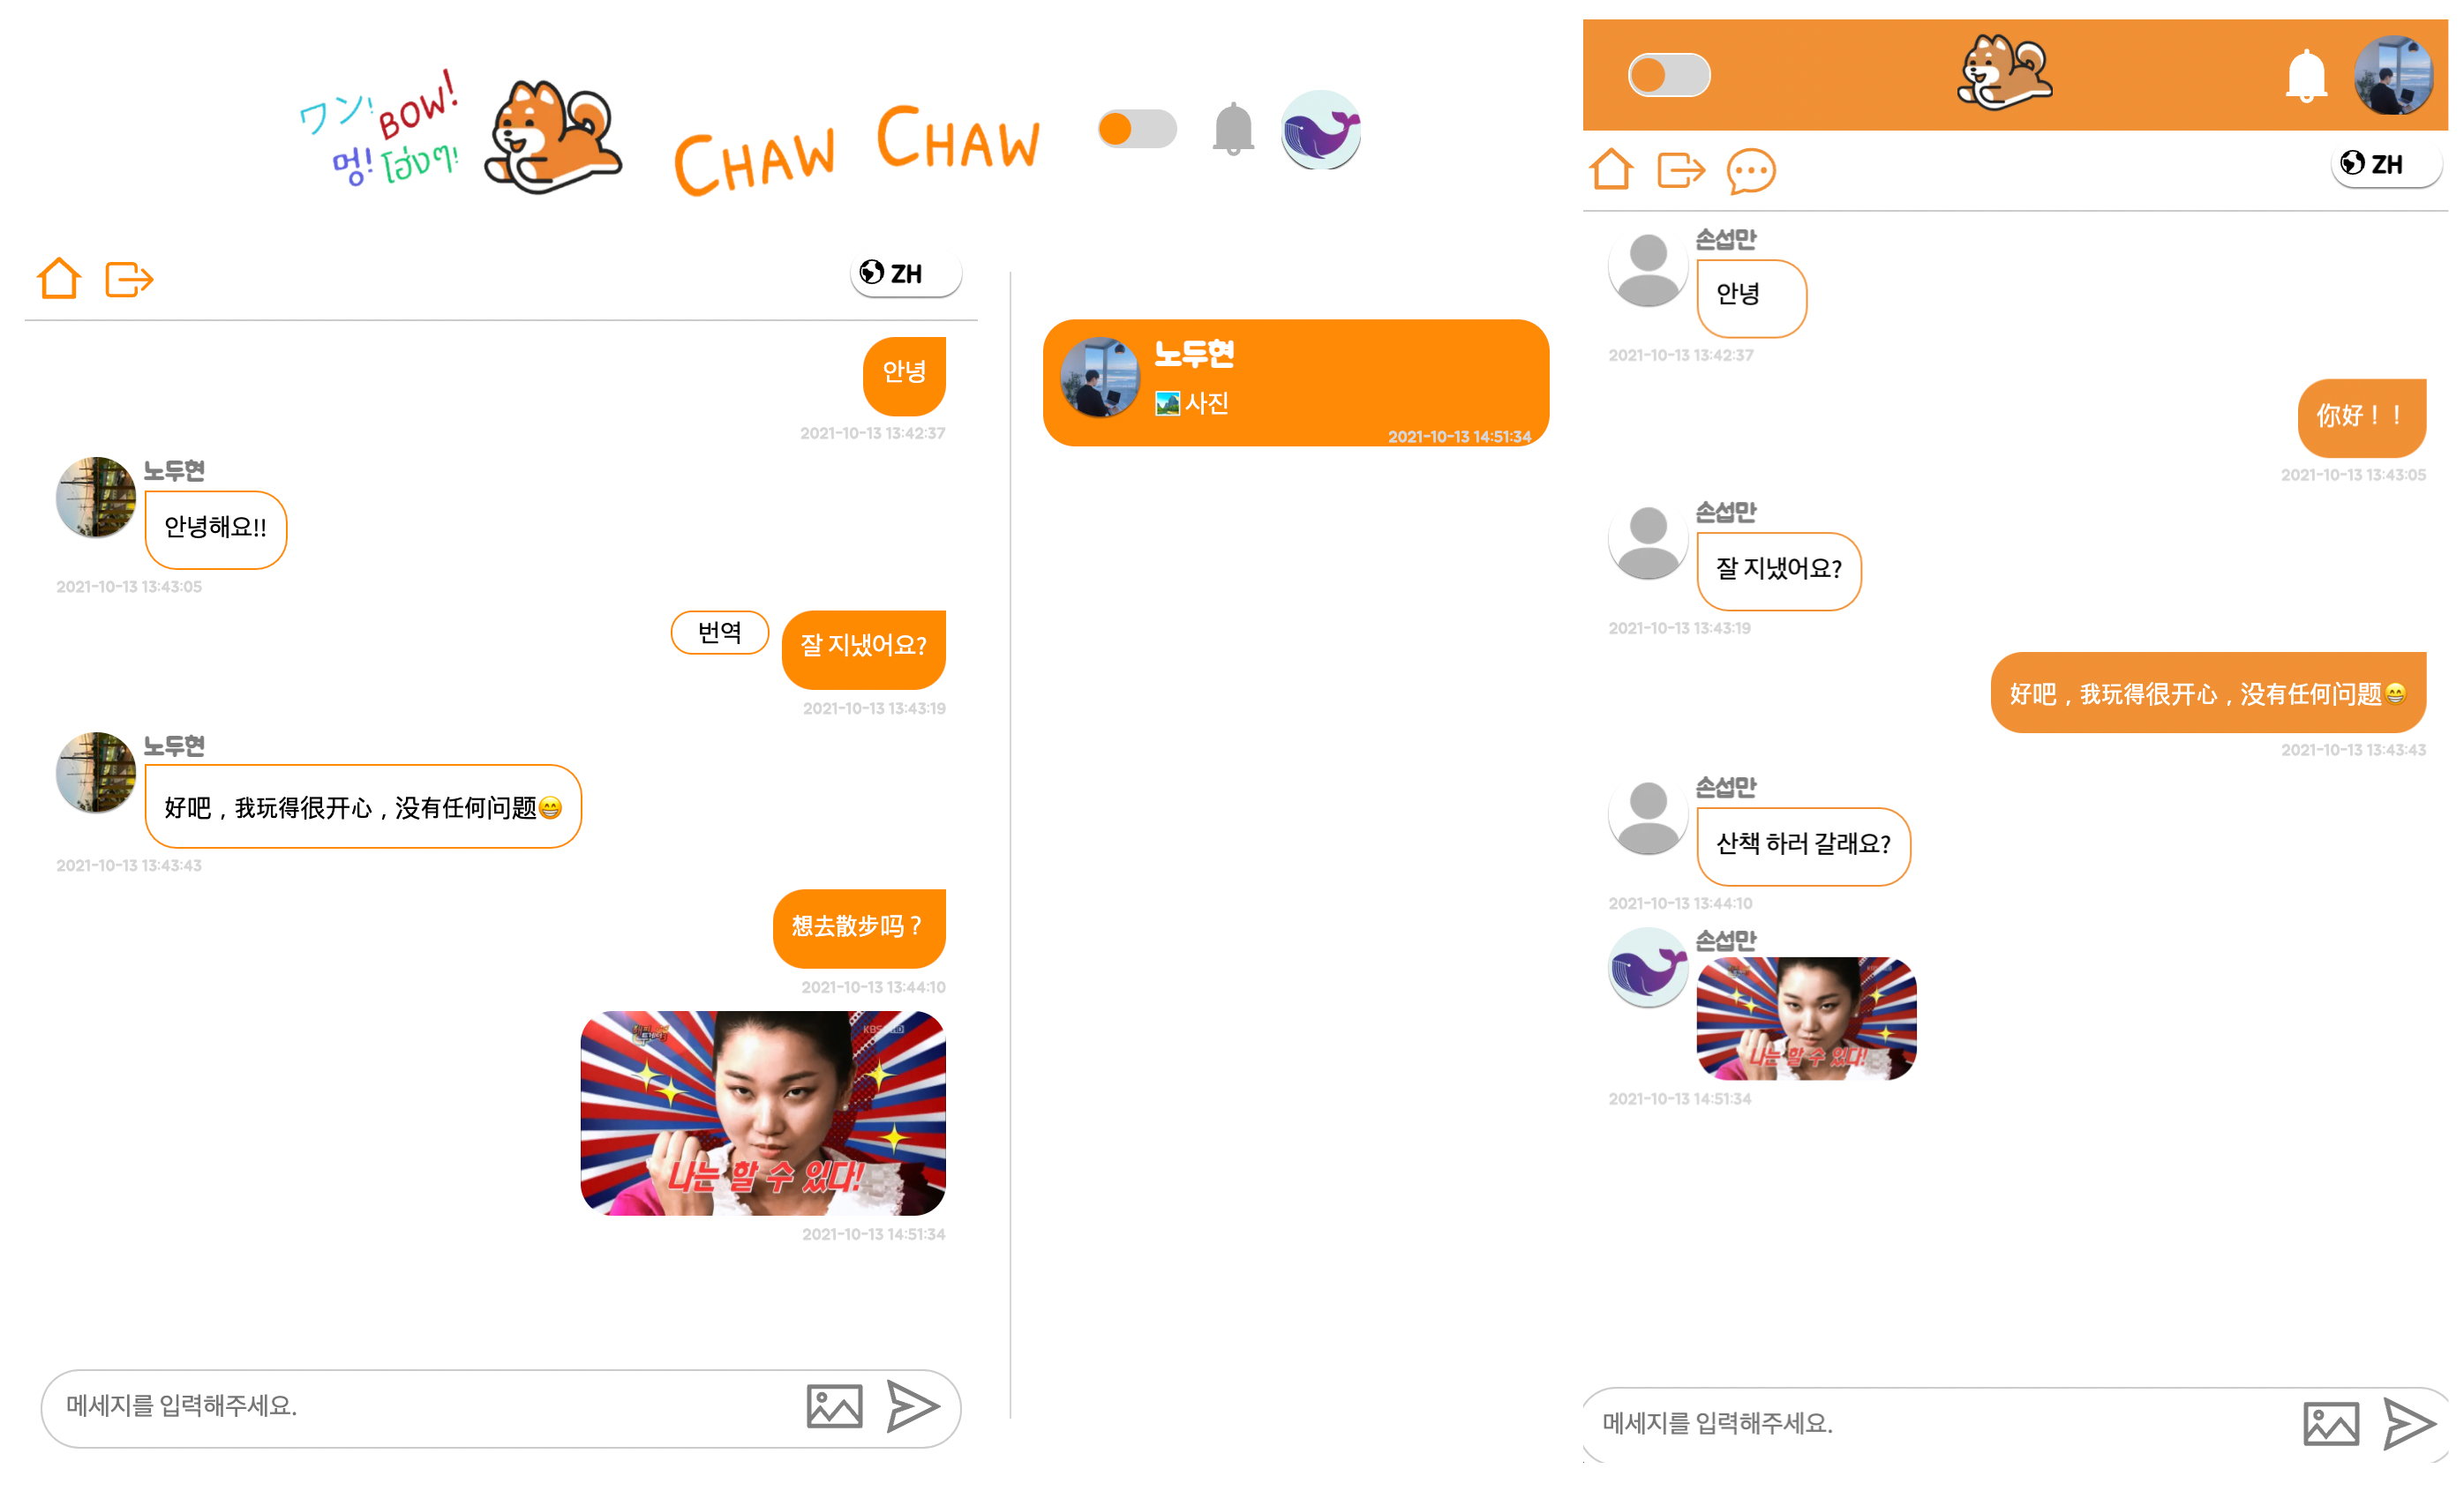 ワン!
BOW!
멍!
โฮ่งๆ!
CHAW CHAW
ZH
안녕
2021-10-13 13:42:37
노두현
안녕해요!!
2021-10-13 13:43:05
번역
잘 지냈어요?
2021-10-13 13:43:19
노두현
好吧，我玩得很开心，没有任何问题😁
2021-10-13 13:43:43
想去散步吗？
2021-10-13 13:44:10
나는 할 수 있다!
2021-10-13 14:51:34
메세지를 입력해주세요.
노두현
사진
2021-10-13 14:51:34
ZH
손섭만
안녕
2021-10-13 13:42:37
你好！！
2021-10-13 13:43:05
손섭만
잘 지냈어요?
2021-10-13 13:43:19
好吧，我玩得很开心，没有任何问题😁
2021-10-13 13:43:43
손섭만
산책 하러 갈래요?
2021-10-13 13:44:10
손섭만
나는 할 수 있다!
2021-10-13 14:51:34
메세지를 입력해주세요.